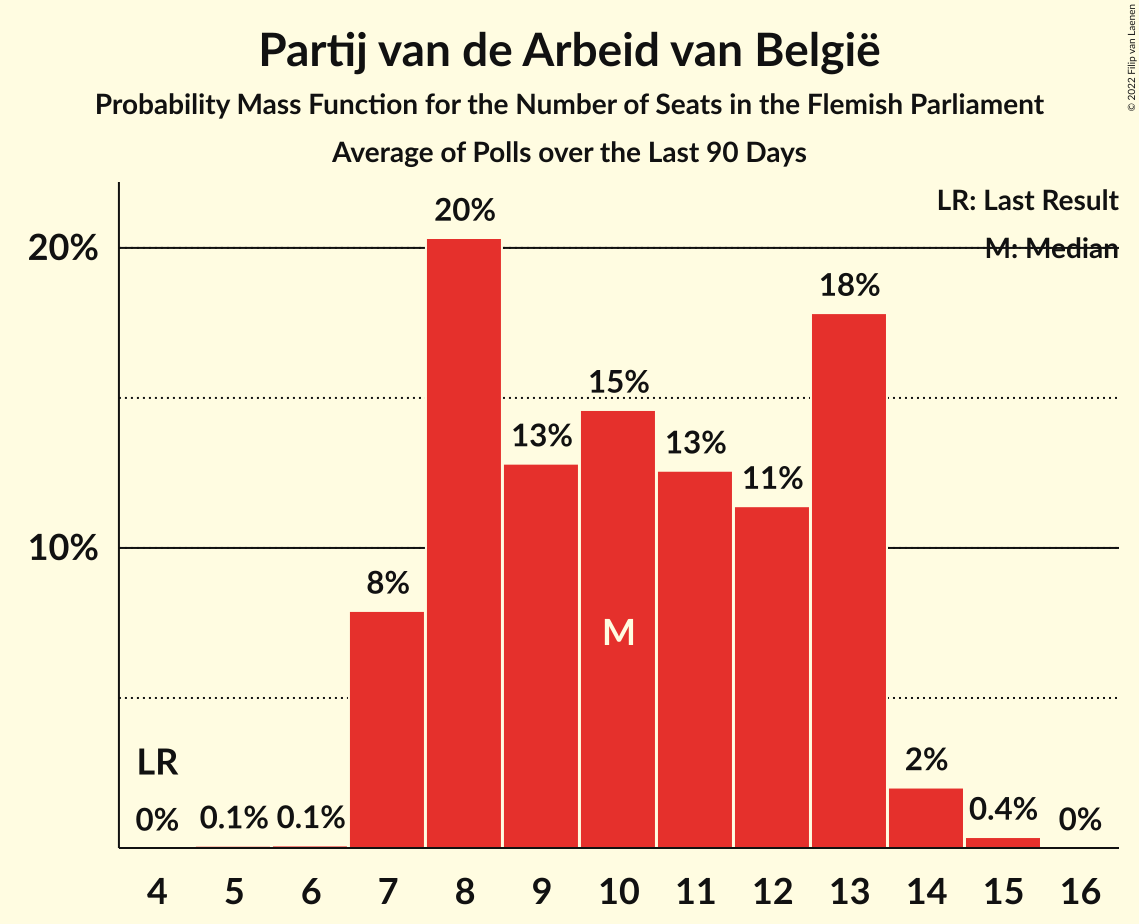 Partij van de Arbeid van België
Probability Mass Function for the Number of Seats in the Flemish Parliament
Average of Polls over the Last 90 Days
© 2022 Filip van Laenen
LR: Last Result
M: Median
20%
10%
LR
0%
0.1%
0.1%
8%
20%
13%
15%
M
13%
11%
18%
2%
0.4%
0%
4 5 6 7 8 9 10 11 12 13 14 15 16